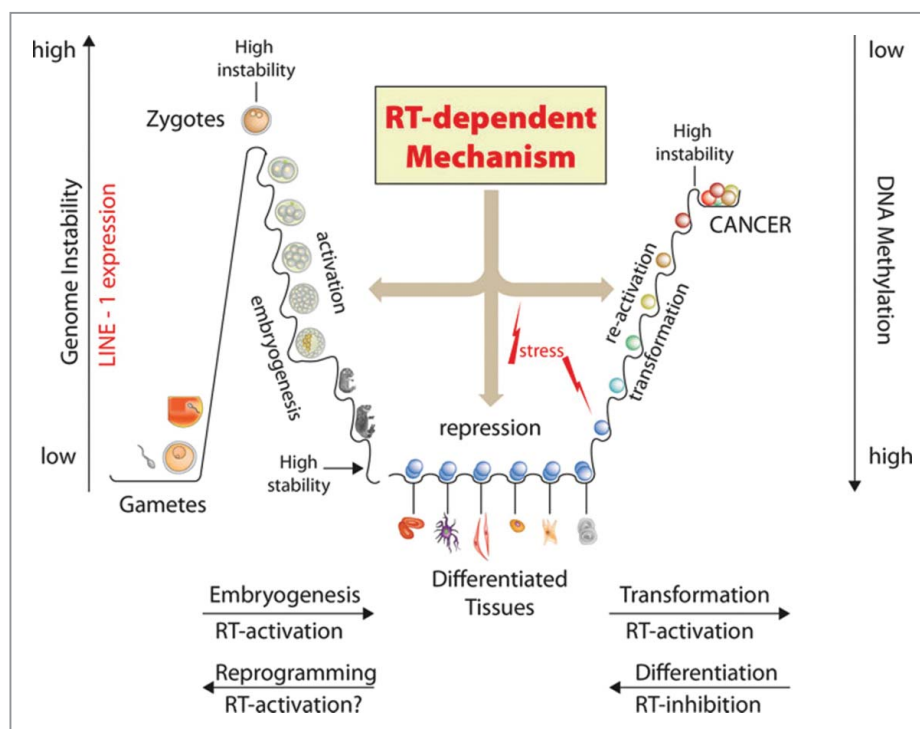 high
High
instability
Zygotes
Genome Instability
LINE - 1 expression
low
Gametes
activation
embryogenesis
High
stability
RT-dependent
Mechanism
stress
repression
Differentiated
Tissues
High
instability
CANCER
re-activation
transformation
low
DNA Methylation
high
Embryogenesis
RT-activation
Reprogramming
RT-activation?
Transformation
RT-activation
Differentiation
RT-inhibition